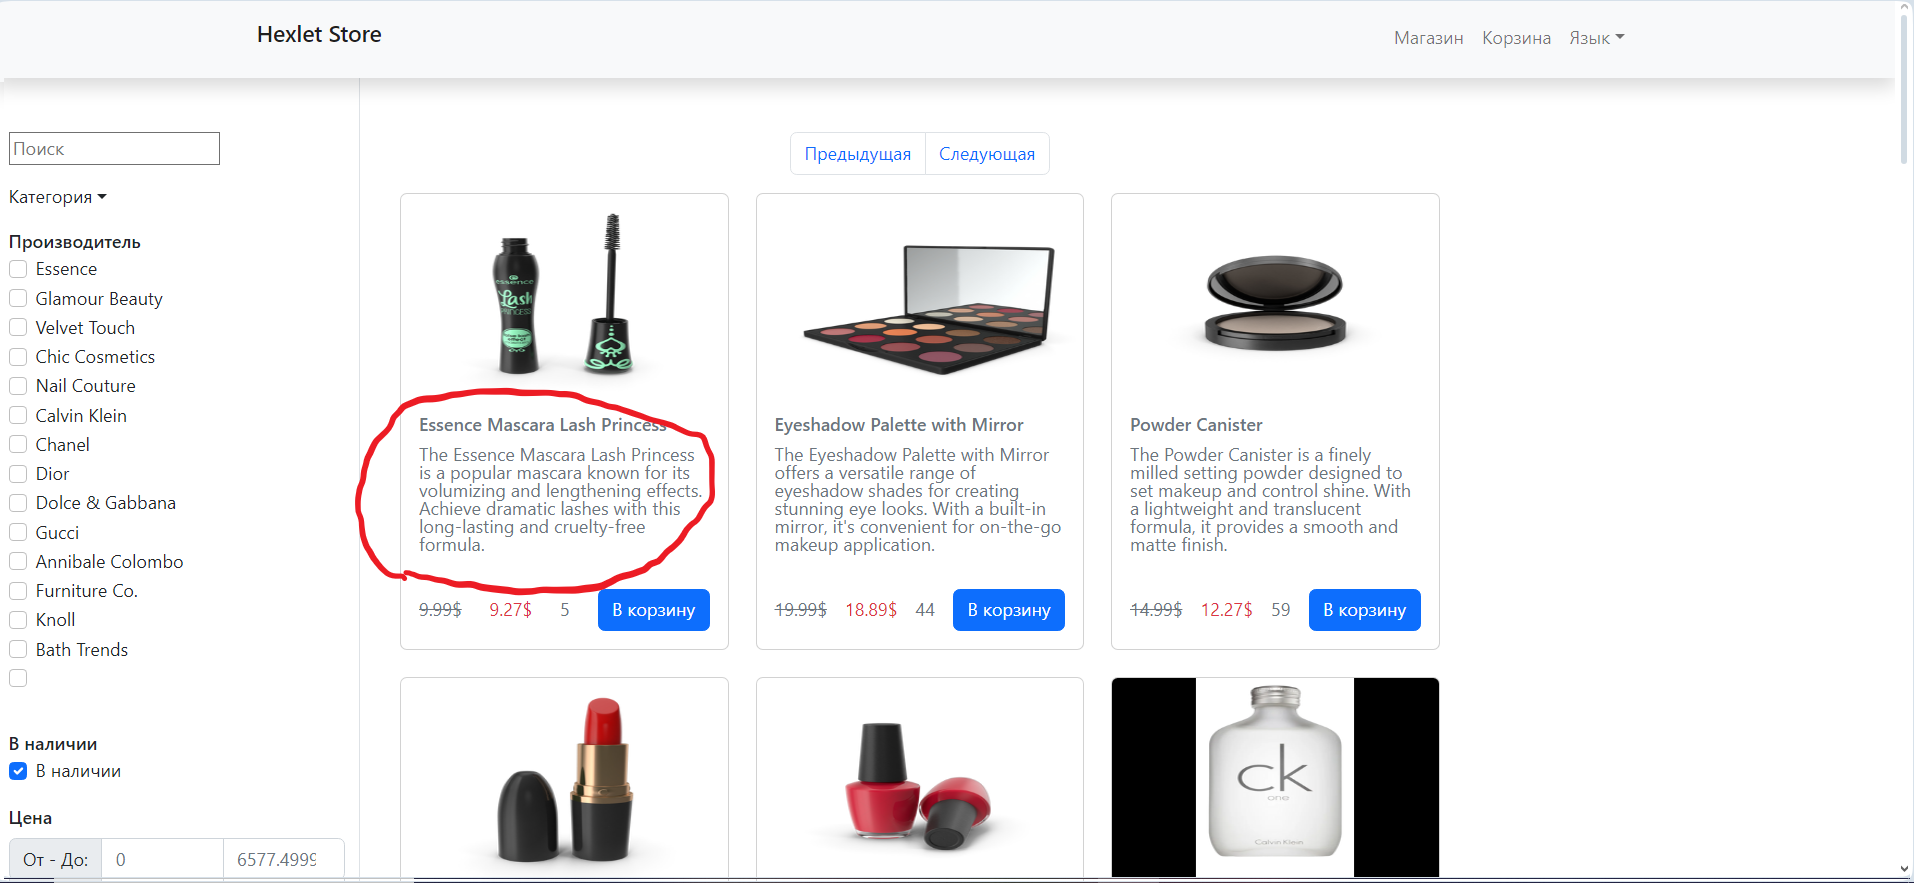 Hexlet Store
Магазин Корзина Язык
Поиск
Категория
Производитель
Essence
Glamour Beauty
Velvet Touch
Chic Cosmetics
Nail Couture
Calvin Klein
Chanel
Dior
Dolce & Gabbana
Gucci
Annibale Colombo
Furniture Co.
Knoll
Bath Trends
В наличии
В наличии
Цена
От - До: 0 6577.4999
Предыдущая Следующая
essence
Lash
PRINCESS
Essence Mascara Lash Princess
The Essence Mascara Lash Princess
is a popular mascara known for its
volumizing and lengthening effects.
Achieve dramatic lashes with this
long-lasting and cruelty-free
formula.
9.99$ 9.27$ 5 В корзину
Eyeshadow Palette with Mirror
The Eyeshadow Palette with Mirror
offers a versatile range of
eyeshadow shades for creating
stunning eye looks. With a built-in
mirror, it's convenient for on-the-go
makeup application.
19.99$ 18.89$ 44 В корзину
Powder Canister
The Powder Canister is a finely
milled setting powder designed to
set makeup and control shine. With
a lightweight and translucent
formula, it provides a smooth and
matte finish.
14.99$ 12.27$ 59 В корзину
ck
one
Calvin Klein